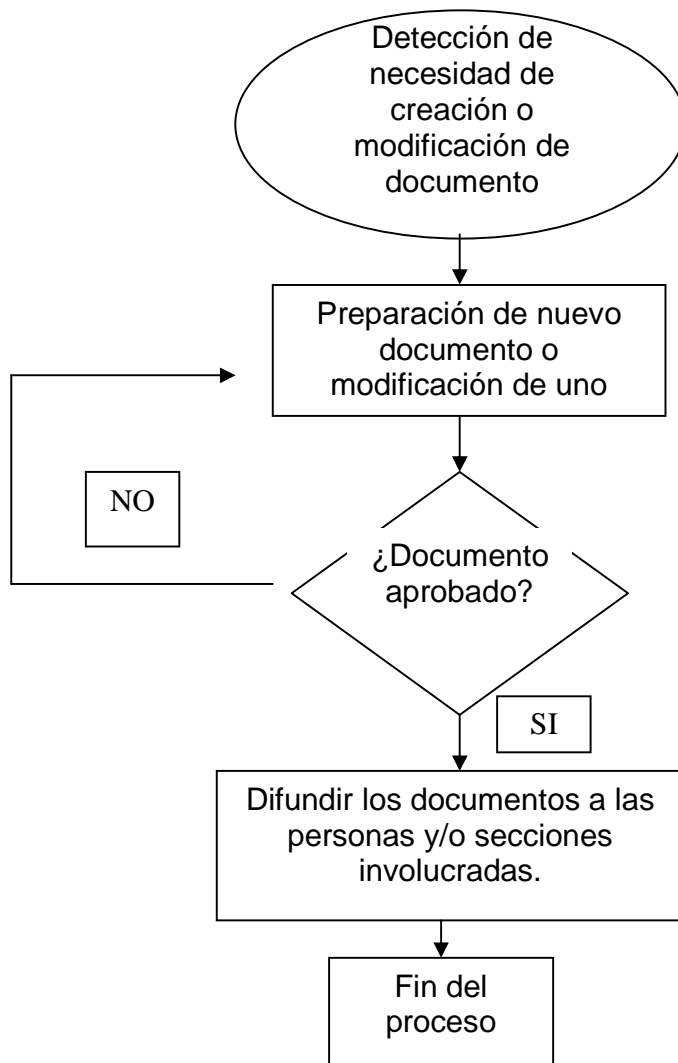 Detección de
necesidad de
creación o
modificación de
documento
Preparación de nuevo
documento o
modificación de uno
NO
¿Documento
aprobado?
SI
Difundir los documentos a las
personas y/o secciones
involucradas.
Fin del
proceso